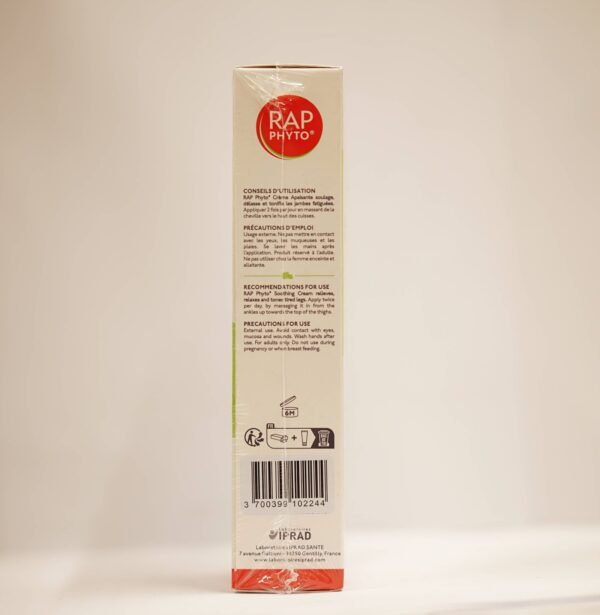 RAP
PHYTO®
CONSEILS D'UTILISATION
RAP Phyto® Crème Apaisante soulage,
délasse et tonifie les jambes fatiguées.
Appliquer 2 fois par jour en massant de la
cheville vers le haut des cuisses.
PRÉCAUTIONS D'EMPLOI
Usage externe. Ne pas mettre en contact
avec les yeux, les muqueuses et les
plaies. Se laver les mains après
l'application. Produit réservé à l'adulte.
Ne pas utiliser chez la femme enceinte et
allaitante.
RECOMMENDATIONS FOR USE
RAP Phyto® Soothing Cream relieves,
relaxes and tones tired legs. Apply twice
per day, by massaging it in from the
ankles up towards the top of the thighs.
PRECAUTIONS FOR USE
External use. Avoid contact with eyes,
mucosa and wounds. Wash hands after
use. For adults only. Do not use during
pregnancy or when breast feeding.
6M
FR
+
3 700399 102244
Laboratoires
IPRAD
Laboratoires IPRAD SANTÉ
7 avenue Gallieni - 94250 Gentilly, France
www.laboratoiresiprad.com